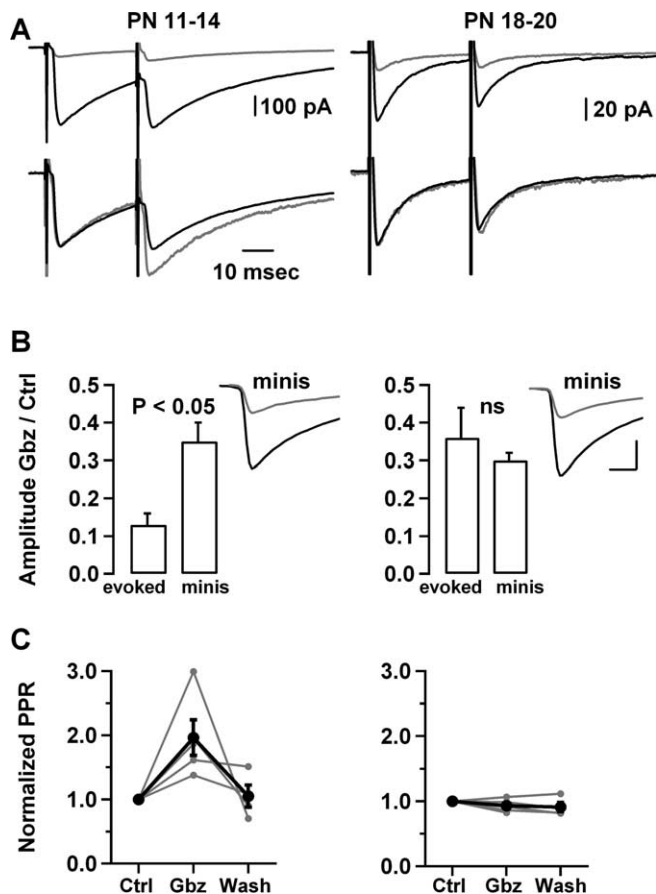 A
PN 11-14
PN 18-20
100 pA
20 pA
10 msec
B
Amplitude Gbz / Ctrl
0.5
0.4
0.3
0.2
0.1
0.0
P < 0.05
minis
evoked minis
0.5
0.4
0.3
0.2
0.1
0.0
ns
minis
evoked minis
C
Normalized PPR
3.0
2.0
1.0
0.0
Ctrl Gbz Wash
3.0
2.0
1.0
0.0
Ctrl Gbz Wash